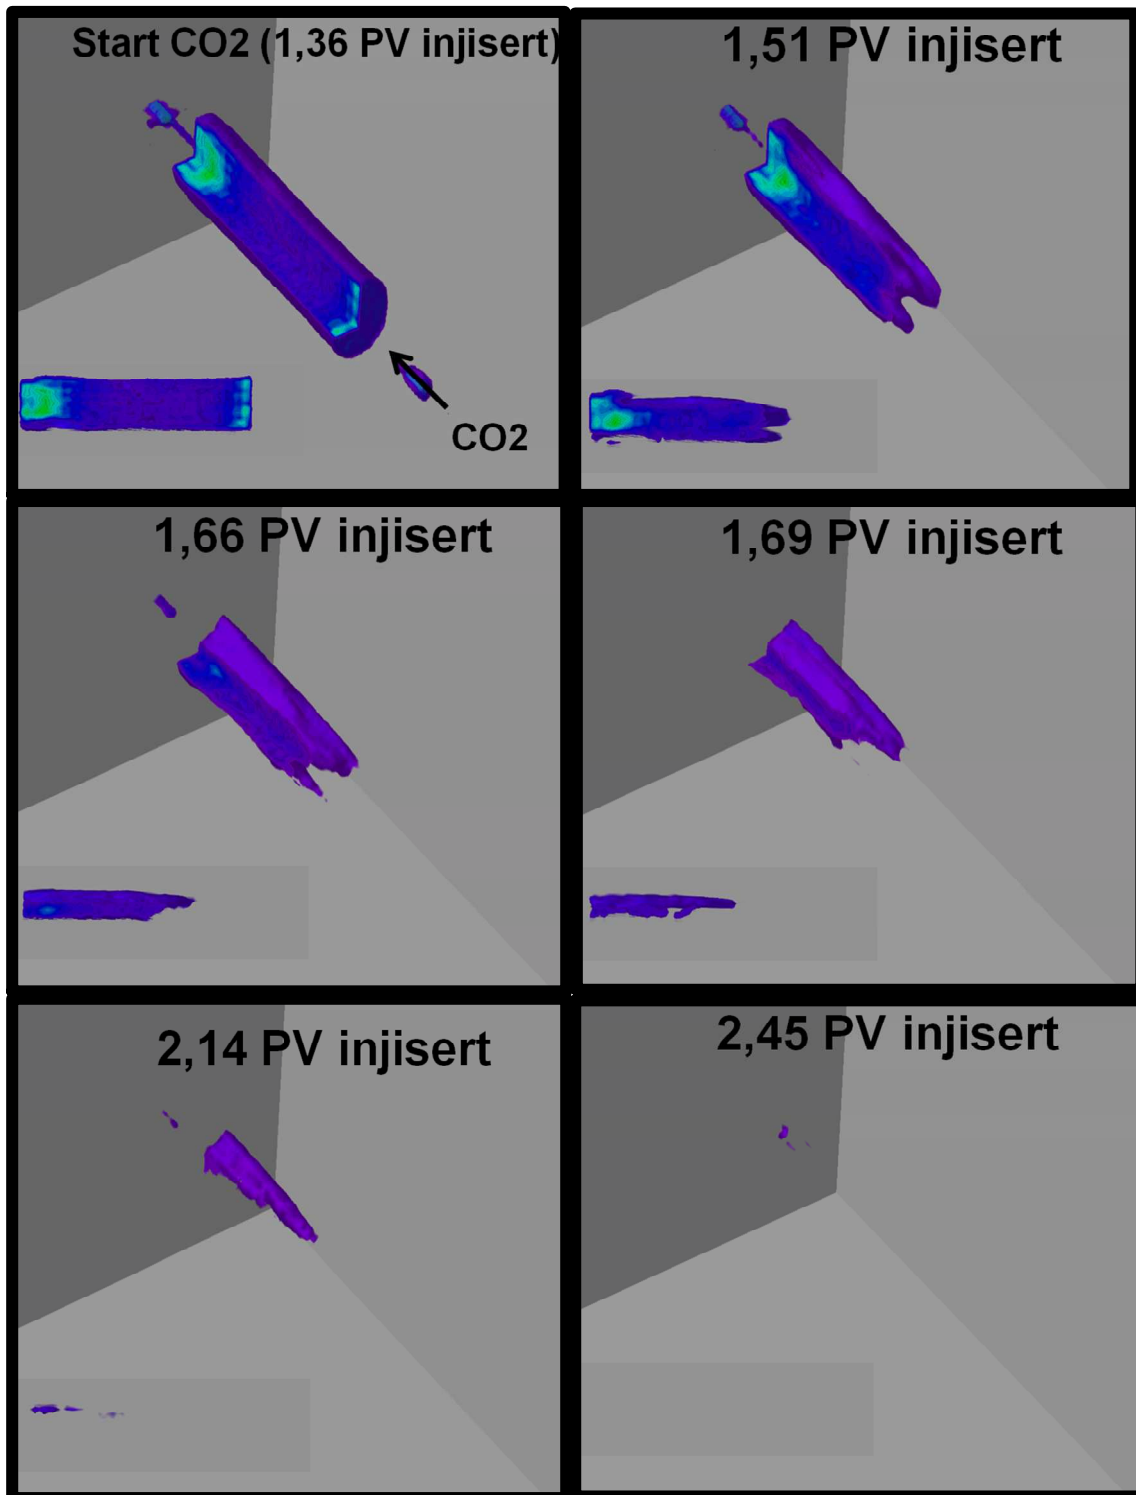 Start CO2 (1,36 PV injisert)
CO2
1,51 PV injisert
1,66 PV injisert
1,69 PV injisert
2,14 PV injisert
2,45 PV injisert